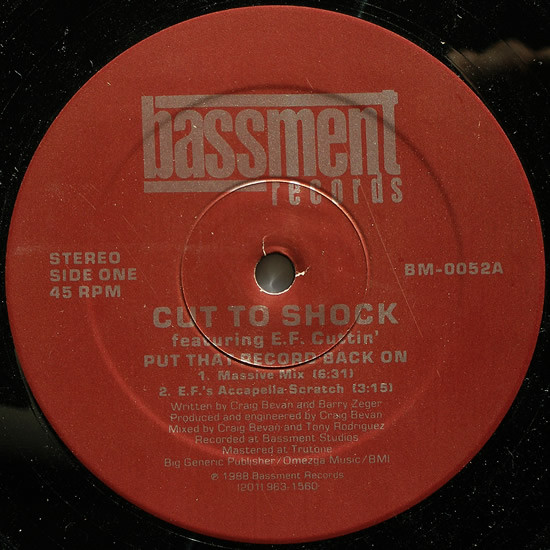 bassment
records
STEREO
SIDE ONE
45 RPM
BM-0052A
CUT TO SHOCK
featuring E.F. Cuttin'
PUT THAT RECORD BACK ON
1. Massive Mix (6:31)
2. E.F.'s Accapella-Scratch (3:15)
Written by Craig Bevan and Barry Zeger
Produced and engineered by Craig Bevan
Mixed by Craig Bevan and Tony Rodriguez
Recorded at Bassment Studios
Mastered at Trutone
Big Generic Publisher/Omezga Music/BMI
℗ 1988 Bassment Records
(201) 963-1560